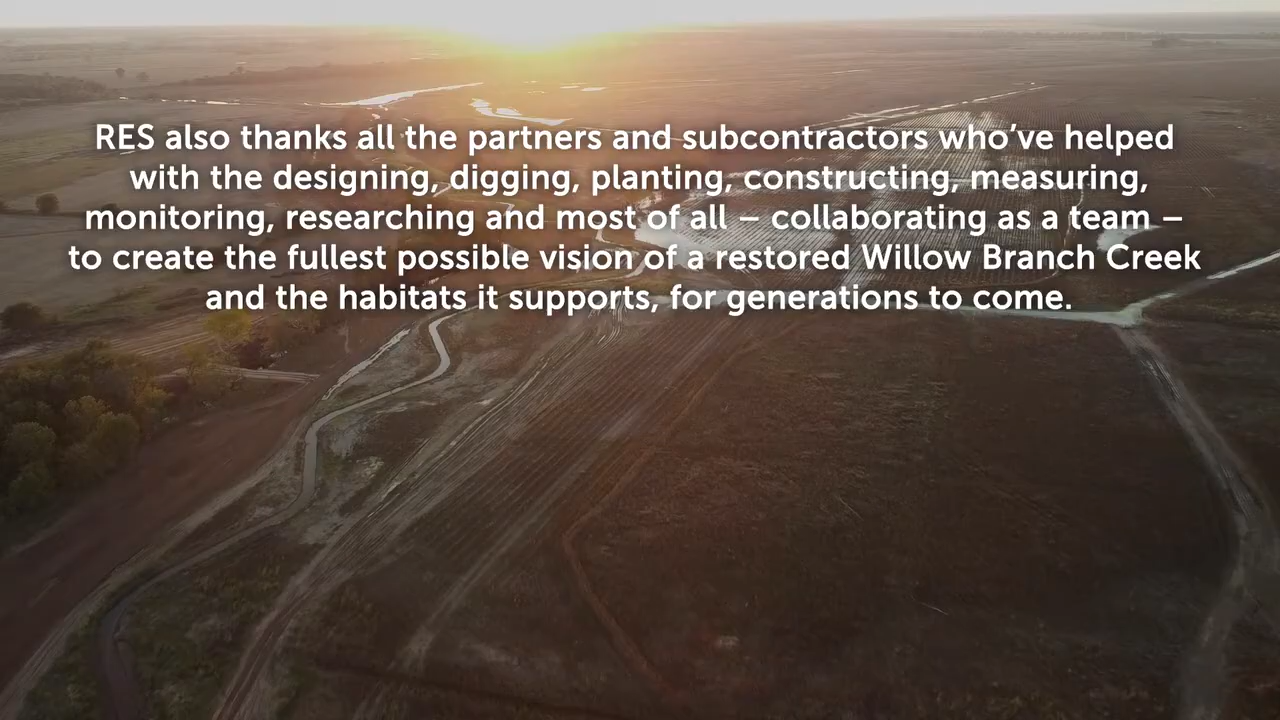 RES also thanks all the partners and subcontractors who’ve helped
with the designing, digging, planting, constructing, measuring,
monitoring, researching and most of all – collaborating as a team –
to create the fullest possible vision of a restored Willow Branch Creek
and the habitats it supports, for generations to come.